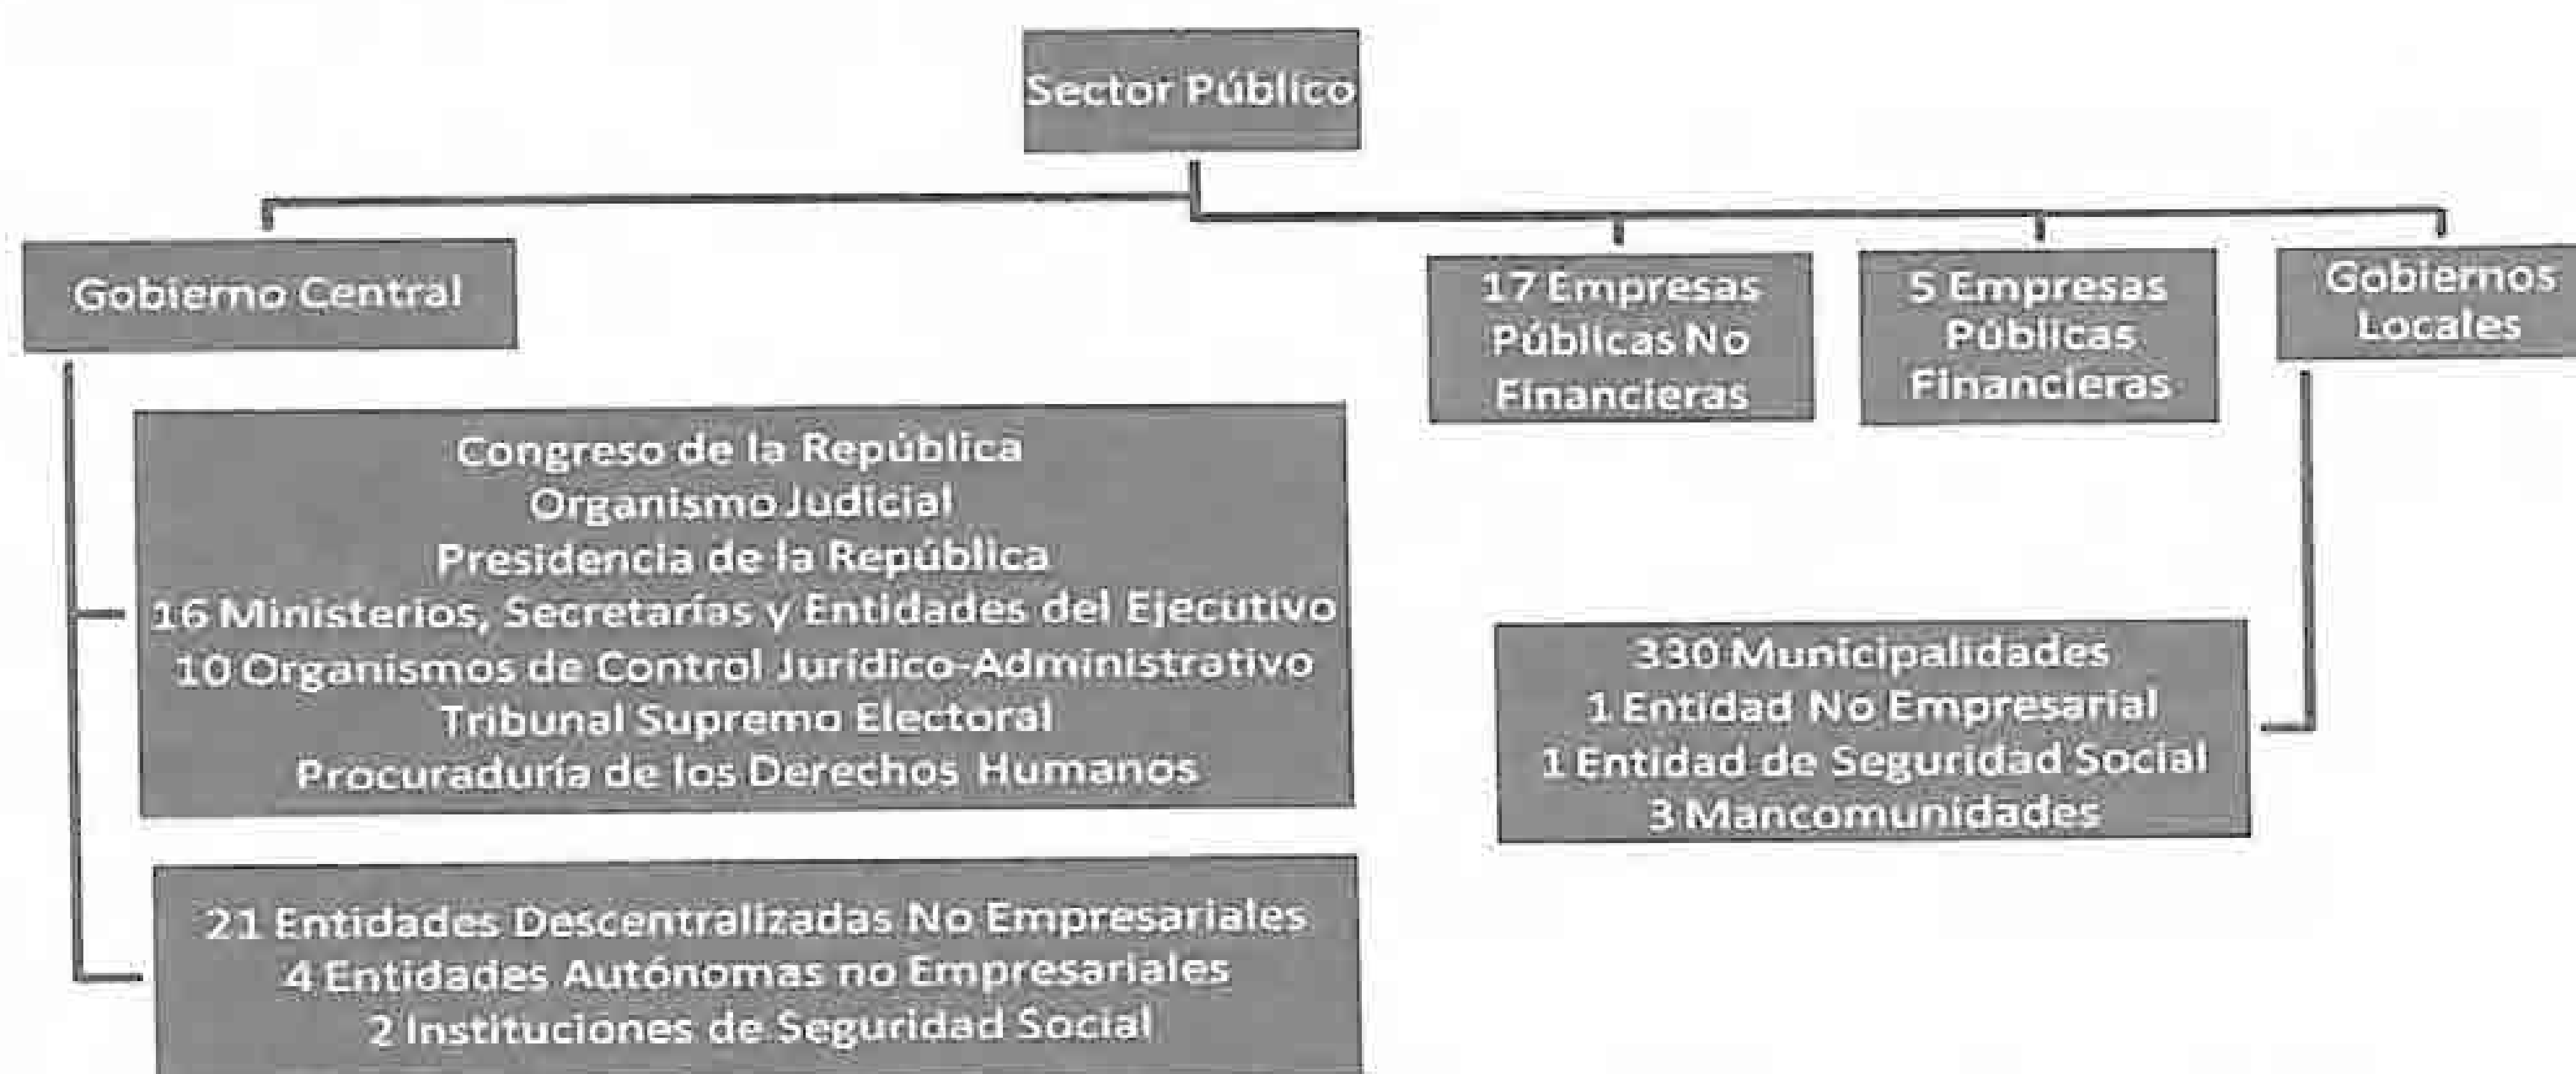 Sector Público
Gobierno Central
17 Empresas
Públicas No
Financieras
5 Empresas
Públicas
Financieras
Gobiernos
Locales
Congreso de la República
Organismo Judicial
Presidencia de la República
16 Ministerios, Secretarías y Entidades del Ejecutivo
10 Organismos de Control Jurídico-Administrativo
Tribunal Supremo Electoral
Procuraduría de los Derechos Humanos
330 Municipalidades
1 Entidad No Empresarial
1 Entidad de Seguridad Social
3 Mancomunidades
21 Entidades Descentralizadas No Empresariales
4 Entidades Autónomas no Empresariales
2 Instituciones de Seguridad Social